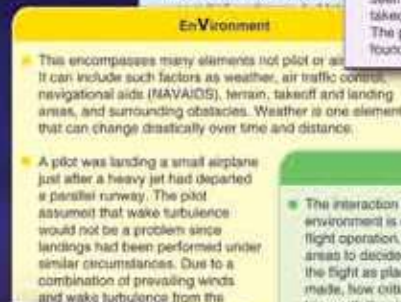 EnVironment
This encompasses many elements not pilot or air
It can include such factors as weather, air traffic control,
navigational aids (NAVAIDS), terrain, takeoff and landing
areas, and surrounding obstacles. Weather is one element
that can change drastically over time and distance.
A pilot was landing a small airplane
just after a heavy jet had departed
a parallel runway. The pilot
assumed that wake turbulence
would not be a problem since
landings had been performed under
similar circumstances. Due to a
combination of prevailing winds
and wake turbulence from the
takeo
The p
found
The interaction
environment is
flight operation.
areas to decide
the flight as plan
made, how criti